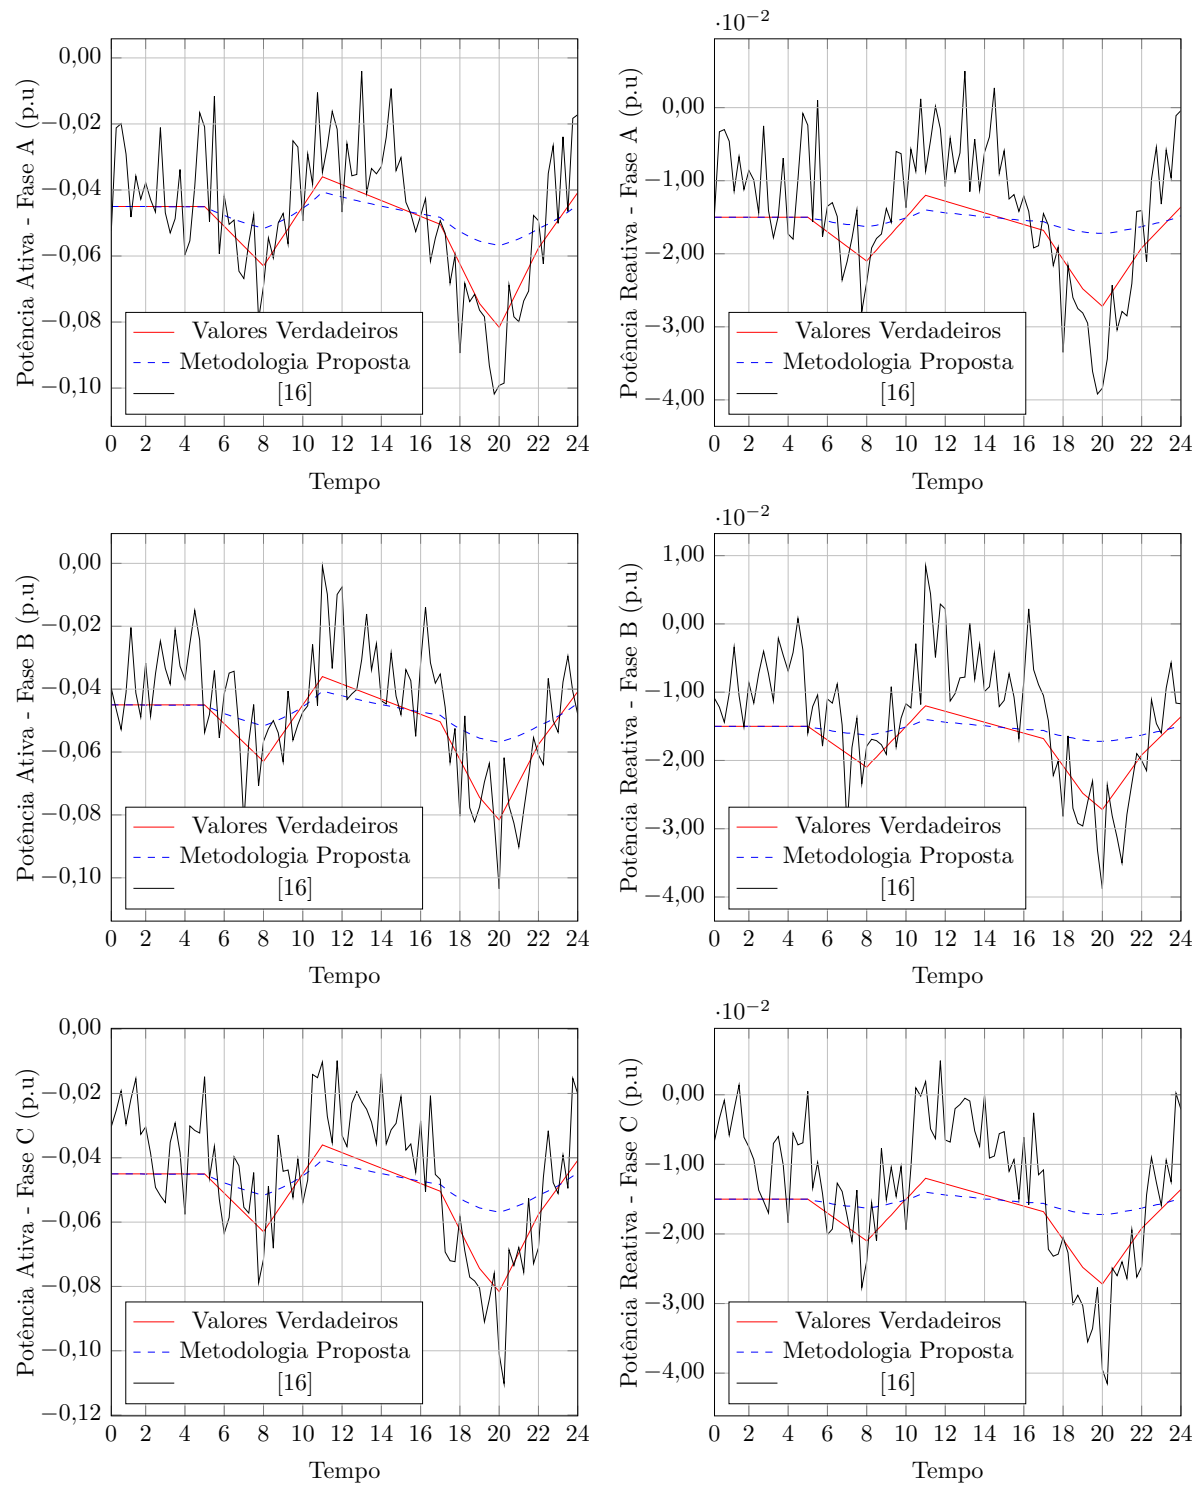 Potência Ativa - Fase A (p.u)
0,00
−0,02
−0,04
−0,06
−0,08
−0,10
Valores Verdadeiros
Metodologia Proposta
[16]
0 2 4 6 8 10 12 14 16 18 20 22 24
Tempo
·10−2
Potência Reativa - Fase A (p.u)
0,00
−1,00
−2,00
−3,00
−4,00
Valores Verdadeiros
Metodologia Proposta
[16]
0 2 4 6 8 10 12 14 16 18 20 22 24
Tempo
Potência Ativa - Fase B (p.u)
0,00
−0,02
−0,04
−0,06
−0,08
−0,10
Valores Verdadeiros
Metodologia Proposta
[16]
0 2 4 6 8 10 12 14 16 18 20 22 24
Tempo
·10−2
Potência Reativa - Fase B (p.u)
1,00
0,00
−1,00
−2,00
−3,00
−4,00
Valores Verdadeiros
Metodologia Proposta
[16]
0 2 4 6 8 10 12 14 16 18 20 22 24
Tempo
Potência Ativa - Fase C (p.u)
0,00
−0,02
−0,04
−0,06
−0,08
−0,10
−0,12
Valores Verdadeiros
Metodologia Proposta
[16]
0 2 4 6 8 10 12 14 16 18 20 22 24
Tempo
·10−2
Potência Reativa - Fase C (p.u)
0,00
−1,00
−2,00
−3,00
−4,00
Valores Verdadeiros
Metodologia Proposta
[16]
0 2 4 6 8 10 12 14 16 18 20 22 24
Tempo